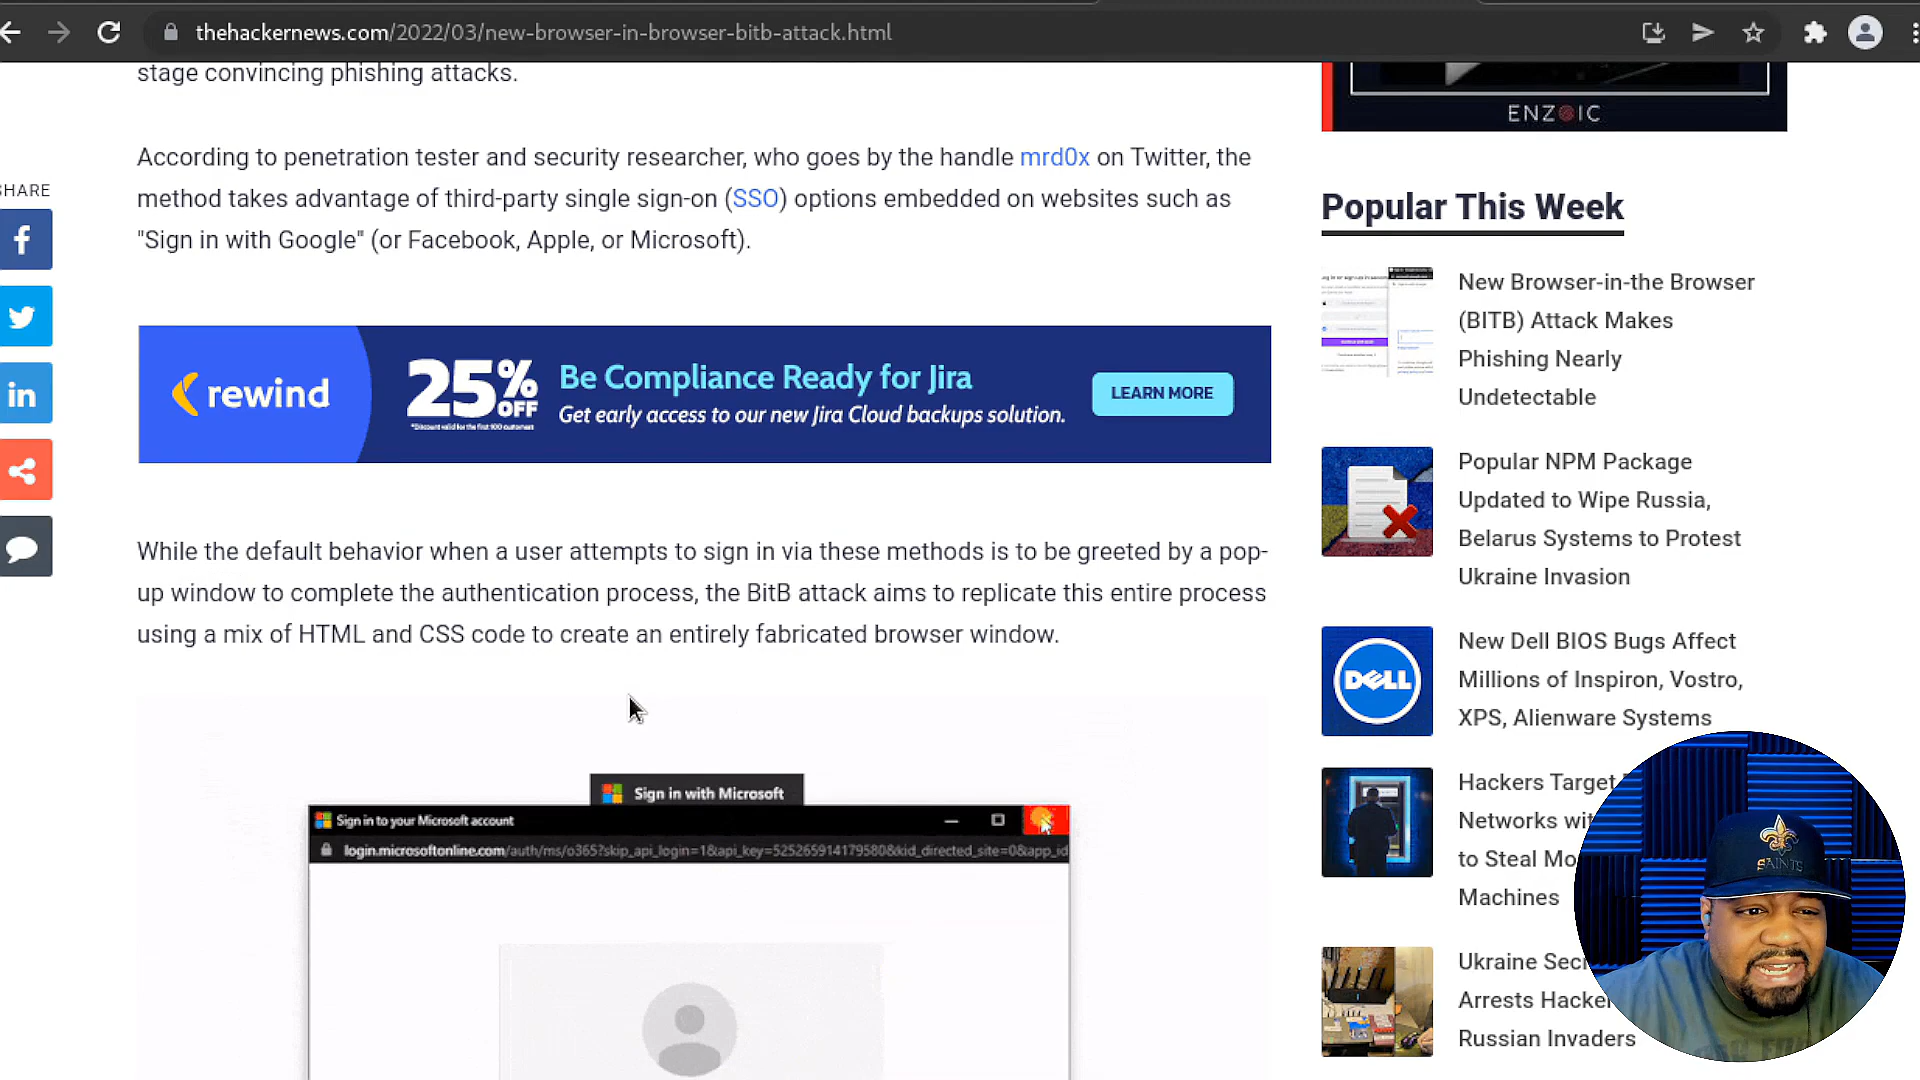 thehackernews.com/2022/03/new-browser-in-browser-bitb-attack.html
stage convincing phishing attacks.
ENZOIC
According to penetration tester and security researcher, who goes by the handle mrd0x on Twitter, the
method takes advantage of third-party single sign-on (SSO) options embedded on websites such as
"Sign in with Google" (or Facebook, Apple, or Microsoft).
HARE
f
in
rewind
25%
OFF
*Discount valid for the first 100 customers
Be Compliance Ready for Jira
Get early access to our new Jira Cloud backups solution.
LEARN MORE
While the default behavior when a user attempts to sign in via these methods is to be greeted by a pop-
up window to complete the authentication process, the BitB attack aims to replicate this entire process
using a mix of HTML and CSS code to create an entirely fabricated browser window.
Sign in with Microsoft
Sign in to your Microsoft account
login.microsoftonline.com/auth/ms/o365?skip_api_login=1&api_key=525265914179580&kid_directed_site=0&app_id
Popular This Week
New Browser-in-the Browser
(BITB) Attack Makes
Phishing Nearly
Undetectable
Popular NPM Package
Updated to Wipe Russia,
Belarus Systems to Protest
Ukraine Invasion
DELL
New Dell BIOS Bugs Affect
Millions of Inspiron, Vostro,
XPS, Alienware Systems
Hackers Target
Networks wit
to Steal Mo
Machines
Ukraine Sec
Arrests Hacke
Russian Invaders
SAINTS